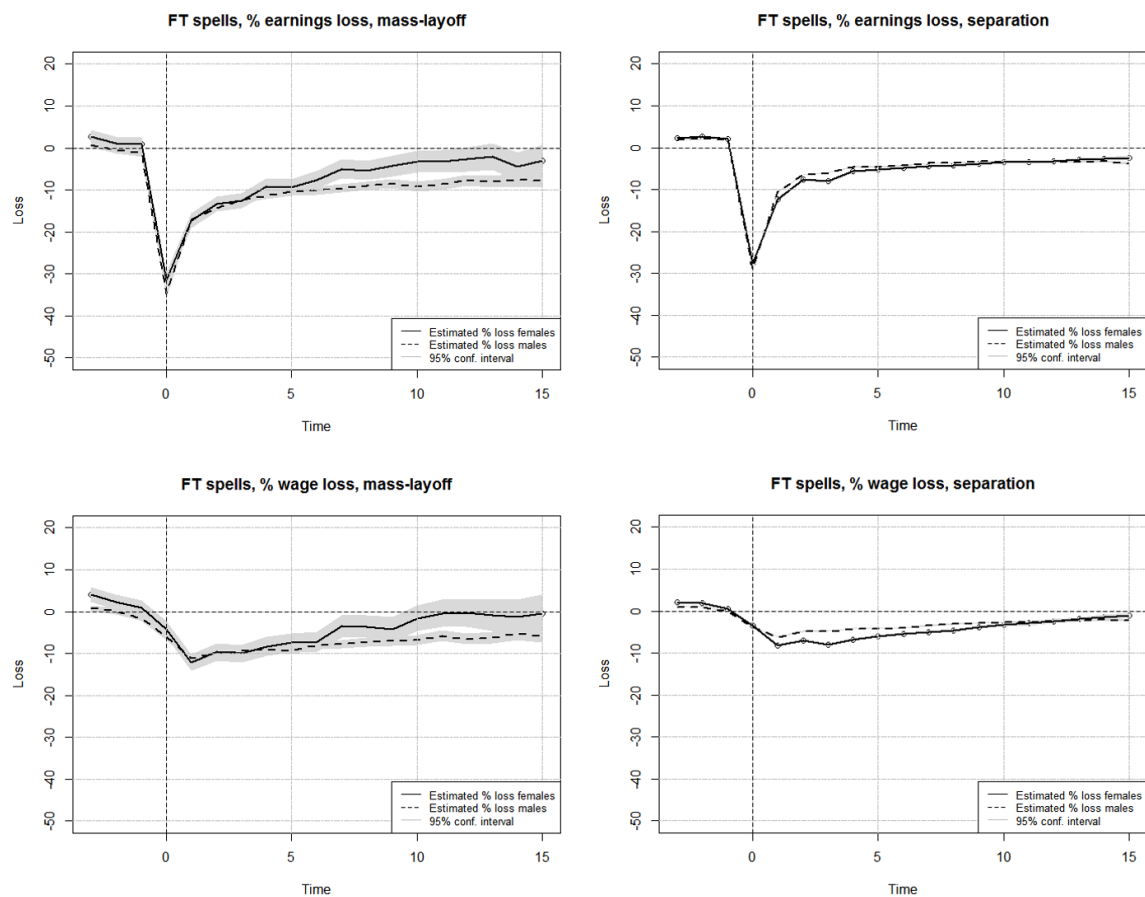 FT spells, % earnings loss, mass-layoff
20
10
0
-10
-20
-30
-40
-50
Loss
Estimated % loss females
Estimated % loss males
95% conf. interval
0
5
10
15
Time
FT spells, % earnings loss, separation
20
10
0
-10
-20
-30
-40
-50
Loss
Estimated % loss females
Estimated % loss males
95% conf. interval
0
5
10
15
Time
FT spells, % wage loss, mass-layoff
20
10
0
-10
-20
-30
-40
-50
Loss
Estimated % loss females
Estimated % loss males
95% conf. interval
0
5
10
15
Time
FT spells, % wage loss, separation
20
10
0
-10
-20
-30
-40
-50
Loss
Estimated % loss females
Estimated % loss males
95% conf. interval
0
5
10
15
Time